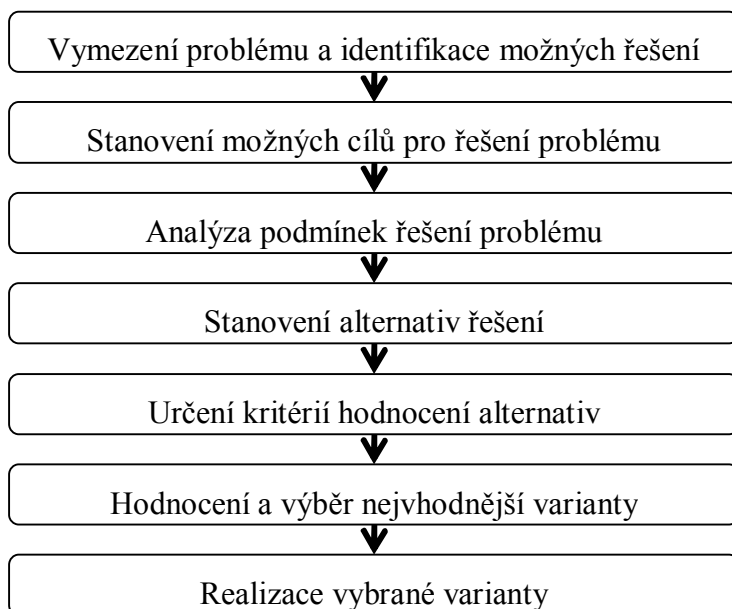 Vymezení problému a identifikace možných řešení
Stanovení možných cílů pro řešení problému
Analýza podmínek řešení problému
Stanovení alternativ řešení
Určení kritérií hodnocení alternativ
Hodnocení a výběr nejvhodnější varianty
Realizace vybrané varianty